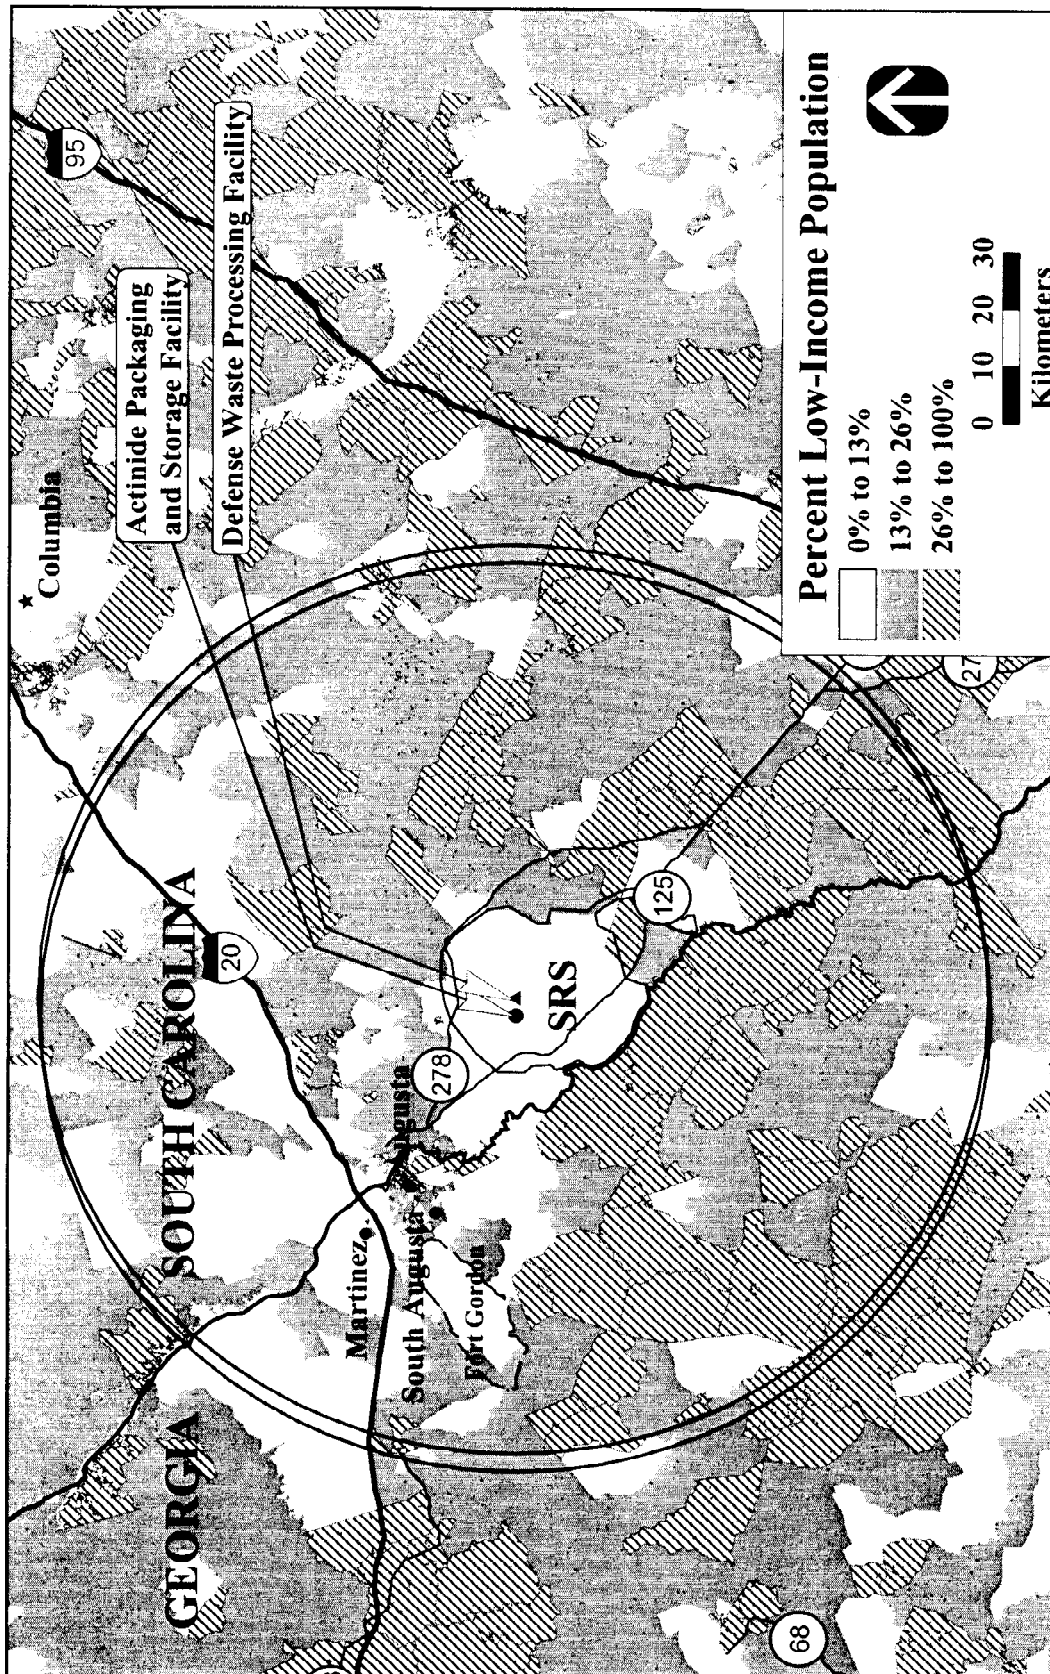 Columbia
95
Actinide Packaging
and Storage Facility
Defense Waste Processing Facility
GEORGIA
SOUTH CAROLINA
20
Martinez
South Augusta
Augusta
Fort Gordon
278
SRS
125
68
Percent Low-Income Population
0% to 13%
13% to 26%
26% to 100%
0 10 20 30
Kilometers